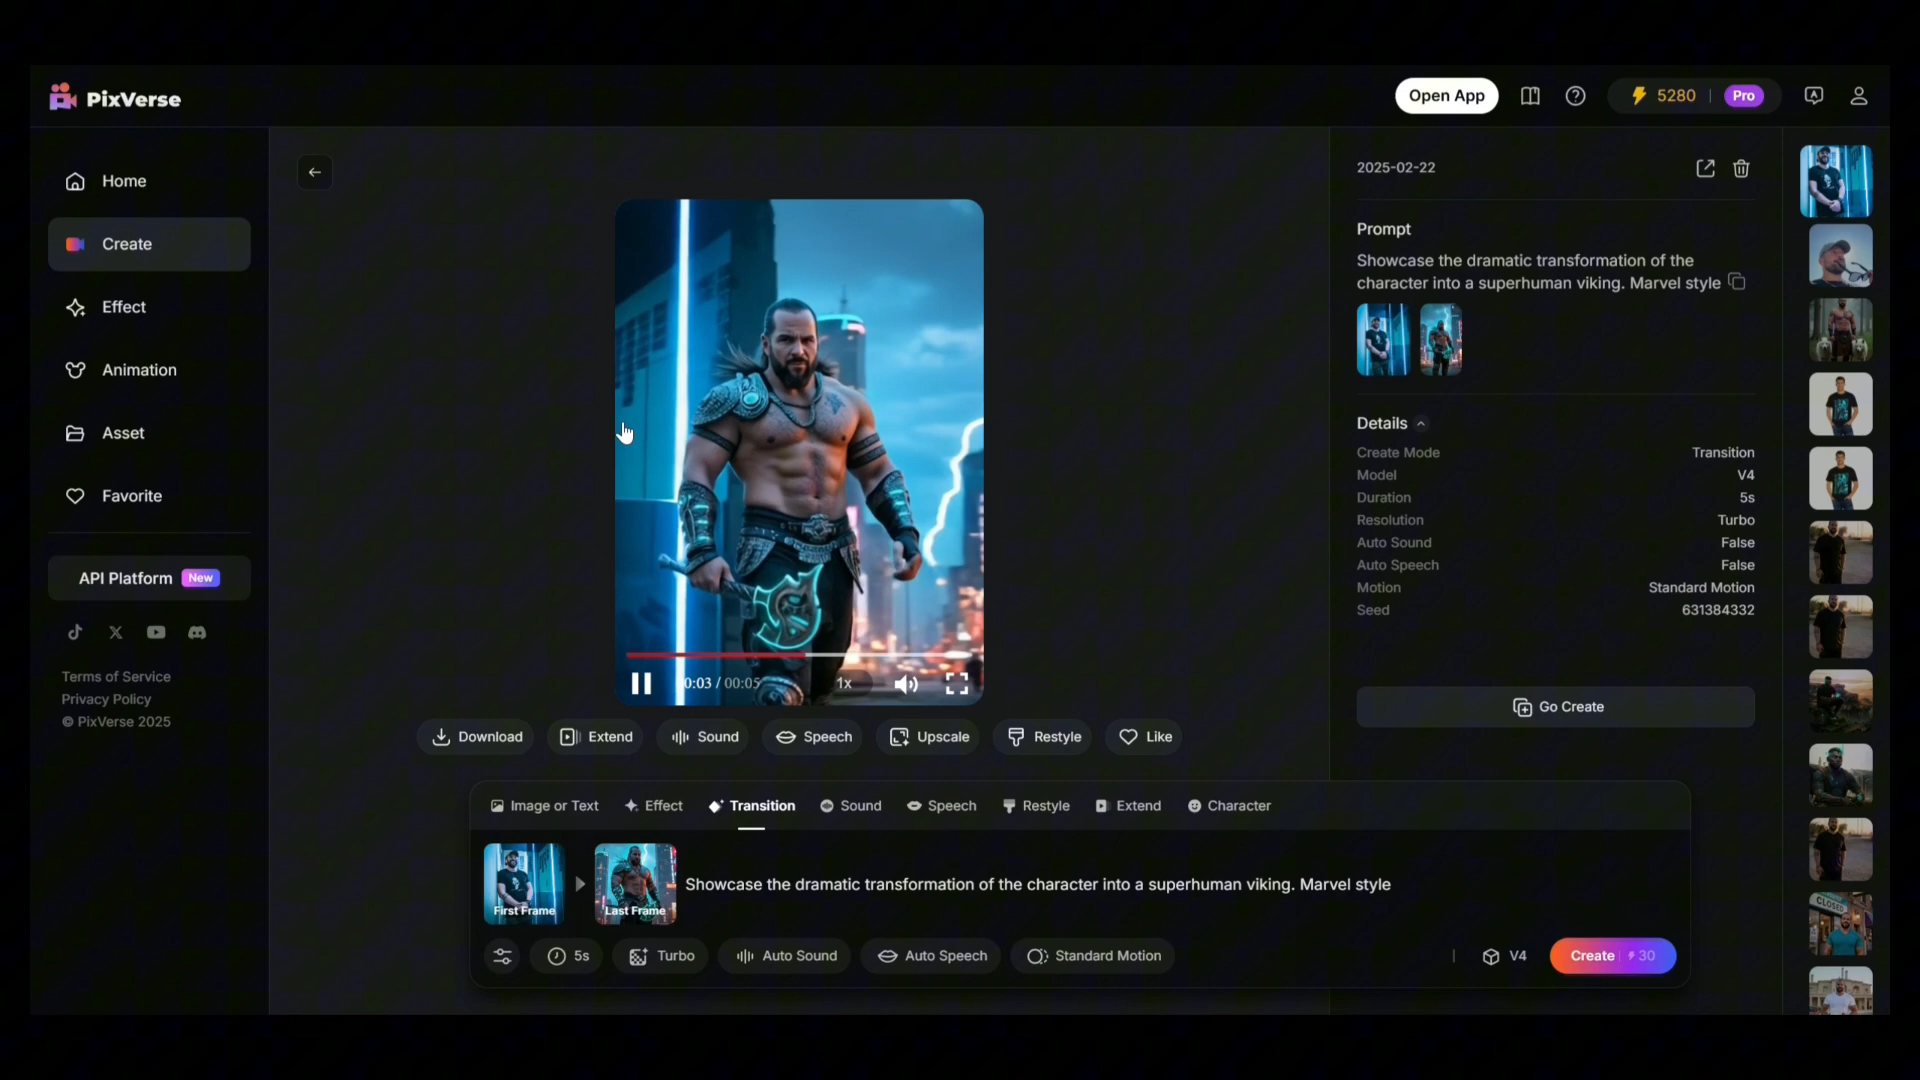 PixVerse
Open App
5280
Pro
Home
Create
Effect
Animation
Asset
Favorite
API Platform New
Terms of Service
Privacy Policy
© PixVerse 2025
0:03 / 00:05
1x
Download
Extend
Sound
Speech
Upscale
Restyle
Like
2025-02-22
Prompt
Showcase the dramatic transformation of the
character into a superhuman viking. Marvel style
Details
Create Mode Transition
Model V4
Duration 5s
Resolution Turbo
Auto Sound False
Auto Speech False
Motion Standard Motion
Seed 631384332
Go Create
Image or Text
Effect
Transition
Sound
Speech
Restyle
Extend
Character
First Frame
Last Frame
Showcase the dramatic transformation of the character into a superhuman viking. Marvel style
5s
Turbo
Auto Sound
Auto Speech
Standard Motion
V4
Create 30
CLOSED